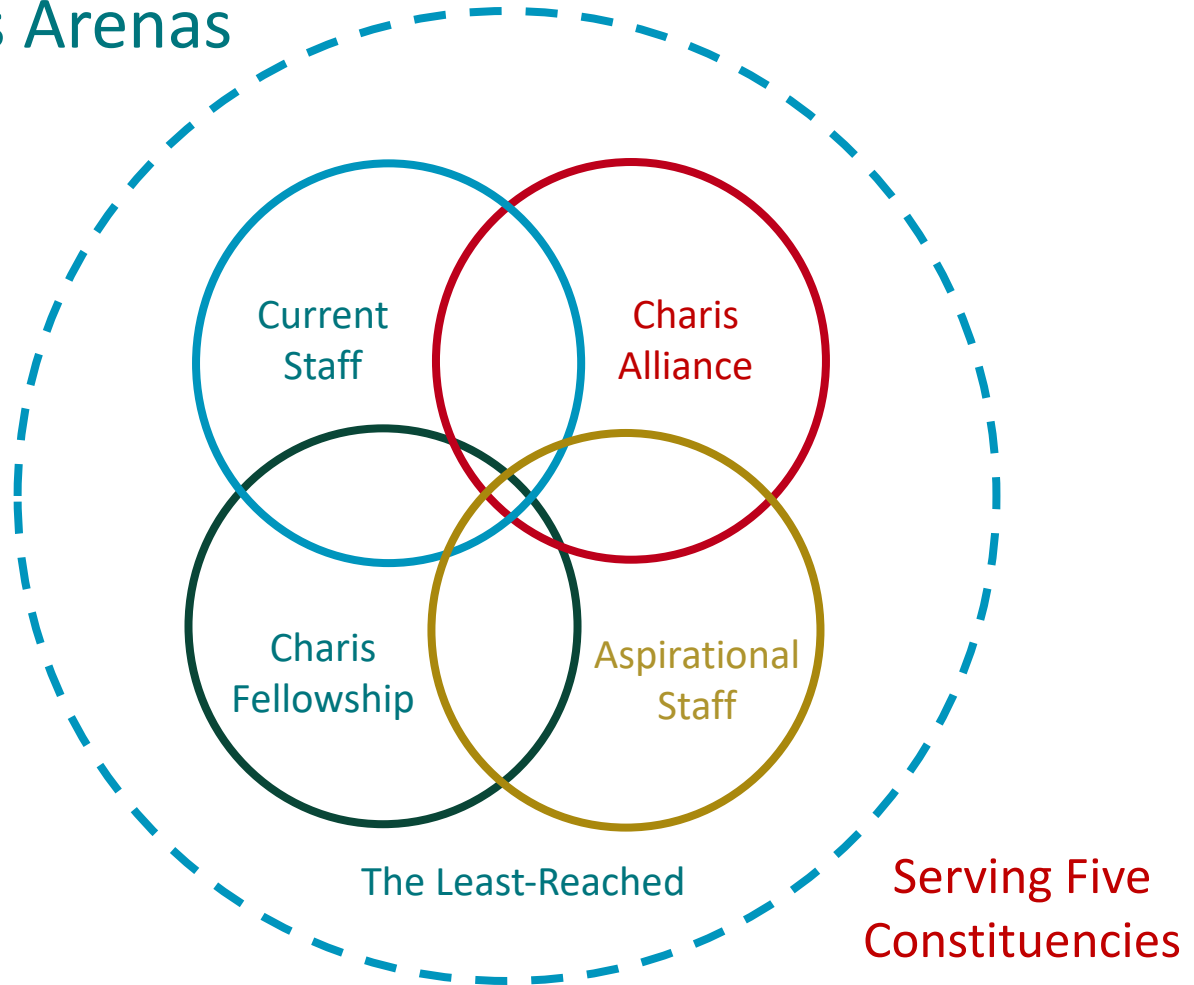 s Arenas
Current
Staff
Charis
Alliance
Charis
Fellowship
Aspirational
Staff
The Least-Reached
Serving Five
Constituencies